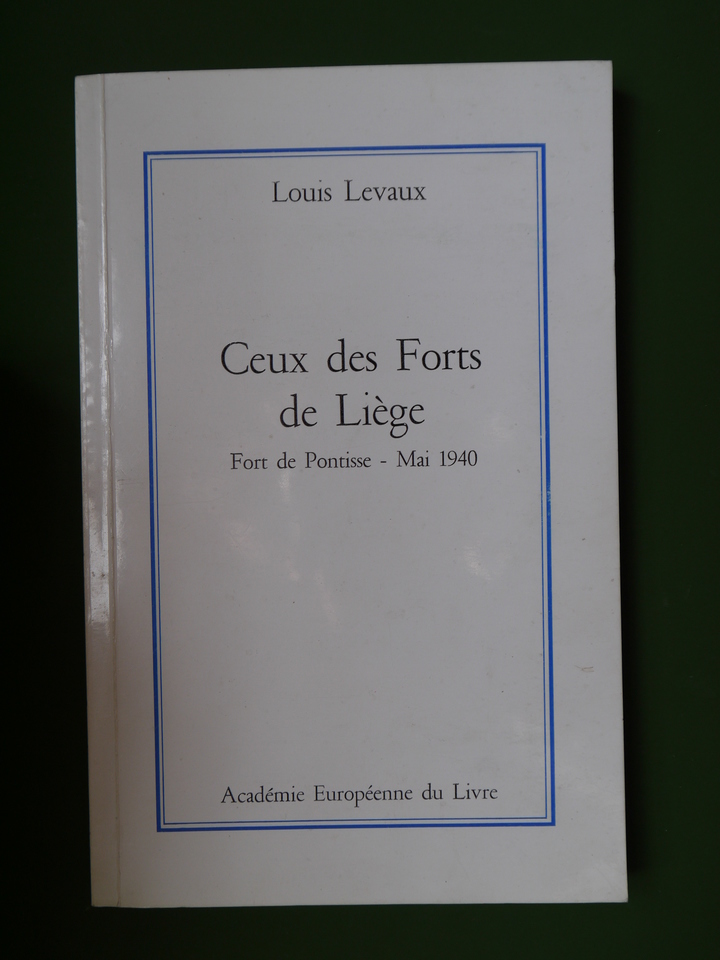 Louis Levaux
Ceux des Forts
de Liège
Fort de Pontisse - Mai 1940
Académie Européenne du Livre